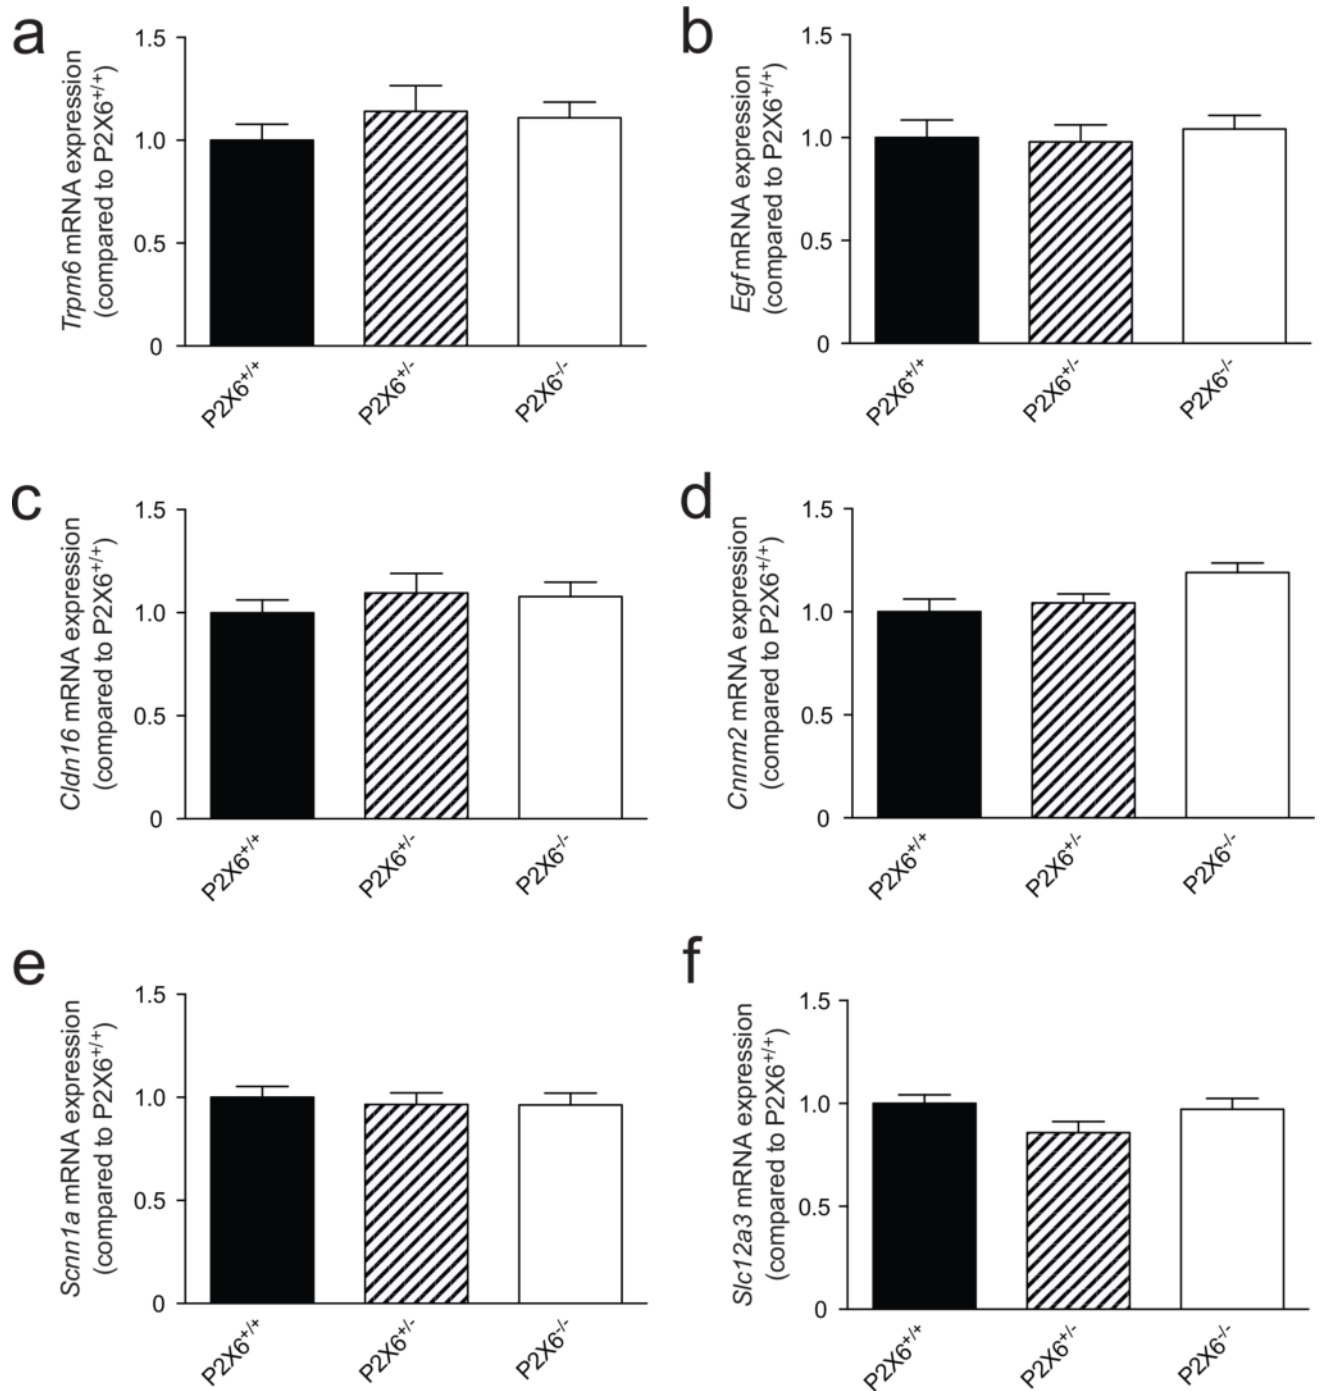 a
Trpm6 mRNA expression
(compared to P2X6+/+)
1.5
1.0
0.5
0
P2X6+/+
P2X6+/-
P2X6-/-
b
Egf mRNA expression
(compared to P2X6+/+)
1.5
1.0
0.5
0
P2X6+/+
P2X6+/-
P2X6-/-
c
Cldn16 mRNA expression
(compared to P2X6+/+)
1.5
1.0
0.5
0
P2X6+/+
P2X6+/-
P2X6-/-
d
Cnnm2 mRNA expression
(compared to P2X6+/+)
1.5
1.0
0.5
0
P2X6+/+
P2X6+/-
P2X6-/-
e
Scnn1a mRNA expression
(compared to P2X6+/+)
1.5
1.0
0.5
0
P2X6+/+
P2X6+/-
P2X6-/-
f
Slc12a3 mRNA expression
(compared to P2X6+/+)
1.5
1.0
0.5
0
P2X6+/+
P2X6+/-
P2X6-/-